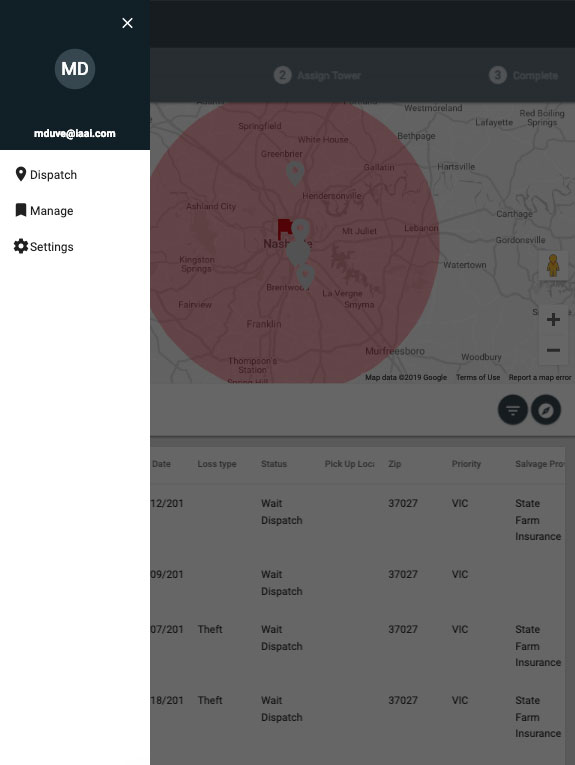 MD
mduve@iaai.com
Dispatch
Manage
Settings
2 Assign Tower
3 Complete
Westmoreland
Lafayette
Red Boiling
Springs
Springfield
White House
Bethpage
Greenbrier
Gallatin
Hartsville
Hendersonville
Ashland City
Carthage
Mt Juliet
Lebanon
Gordonsville
Kingston
Springs
Watertown
Brentwood
La Vergne
Smyrna
Fairview
Franklin
Murfreesboro
Woodbury
Thompson's
Station
Spring Hill
Map data ©2019 Google Terms of Use Report a map error
Date Loss type Status Pick Up Loca Zip Priority Salvage Prov
12/201 Wait Dispatch 37027 VIC State Farm Insurance
09/201 Wait Dispatch 37027 VIC
07/201 Theft Wait Dispatch 37027 VIC State Farm Insurance
18/201 Theft Wait Dispatch 37027 VIC State Farm Insurance